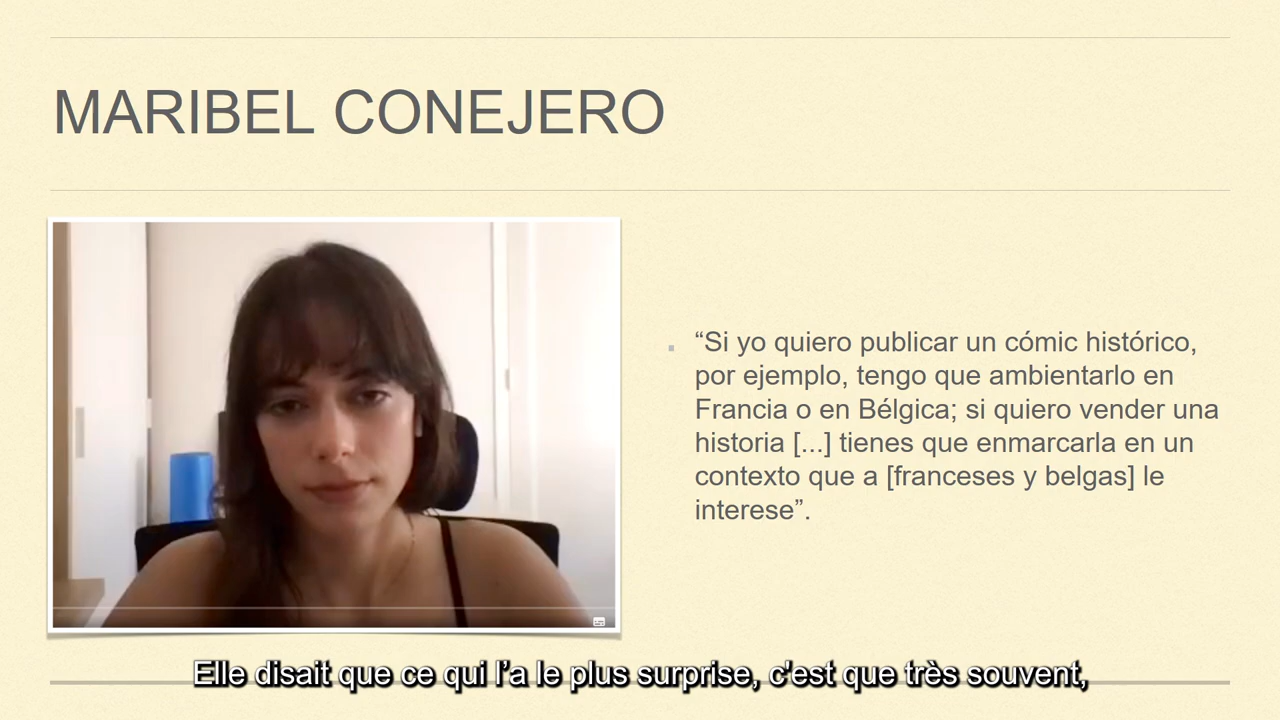 MARIBEL CONEJERO
“Si yo quiero publicar un cómic histórico,
por ejemplo, tengo que ambientarlo en
Francia o en Bélgica; si quiero vender una
historia [...] tienes que enmarcarla en un
contexto que a [franceses y belgas] le
interese”.
Elle disait que ce qui l’a le plus surprise, c'est que très souvent,